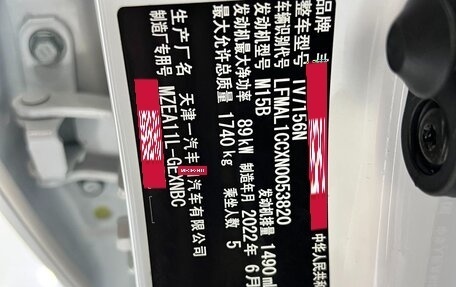 品牌
中华人民共和
整车型号 TV7156N
车辆识别代号 LFMAL1CCXN0053820
发动机型号 M15B 发动机排量 1490ml
发动机最大净功率 89kW 制造年月 2022年6月
最大允许总质量 1740kg 乘坐人数 5
生产厂名 天津一汽丰 汽车有限公司
制造厂专用号 MZEA11L-GEXNBC